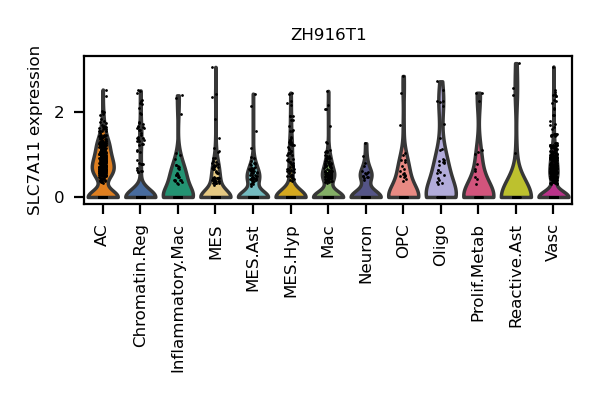 ZH916T1
SLC7A11 expression
2
0
AC
Chromatin.Reg
Inflammatory.Mac
MES
MES.Ast
MES.Hyp
Mac
Neuron
OPC
Oligo
Prolif.Metab
Reactive.Ast
Vasc